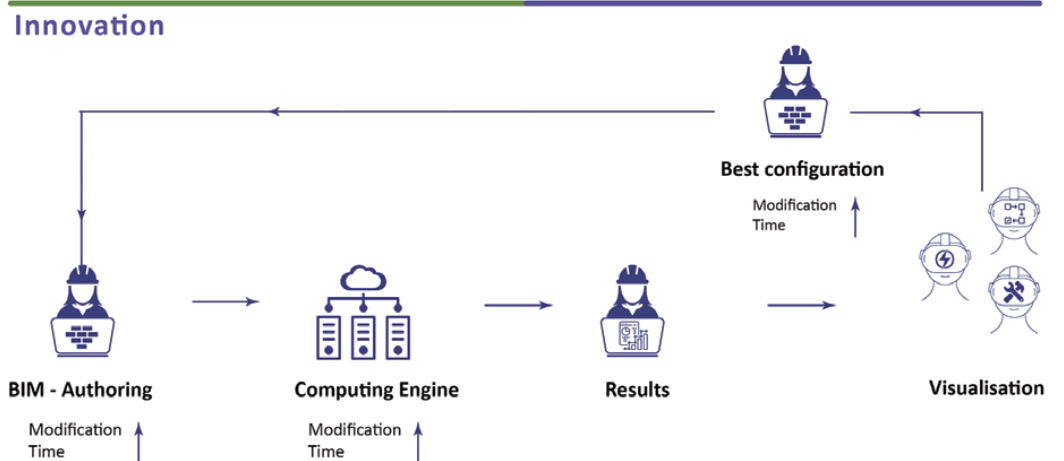 Innovation
Best configuration
Modification
Time
BIM - Authoring
Computing Engine
Results
Visualisation
Modification
Time
Modification
Time